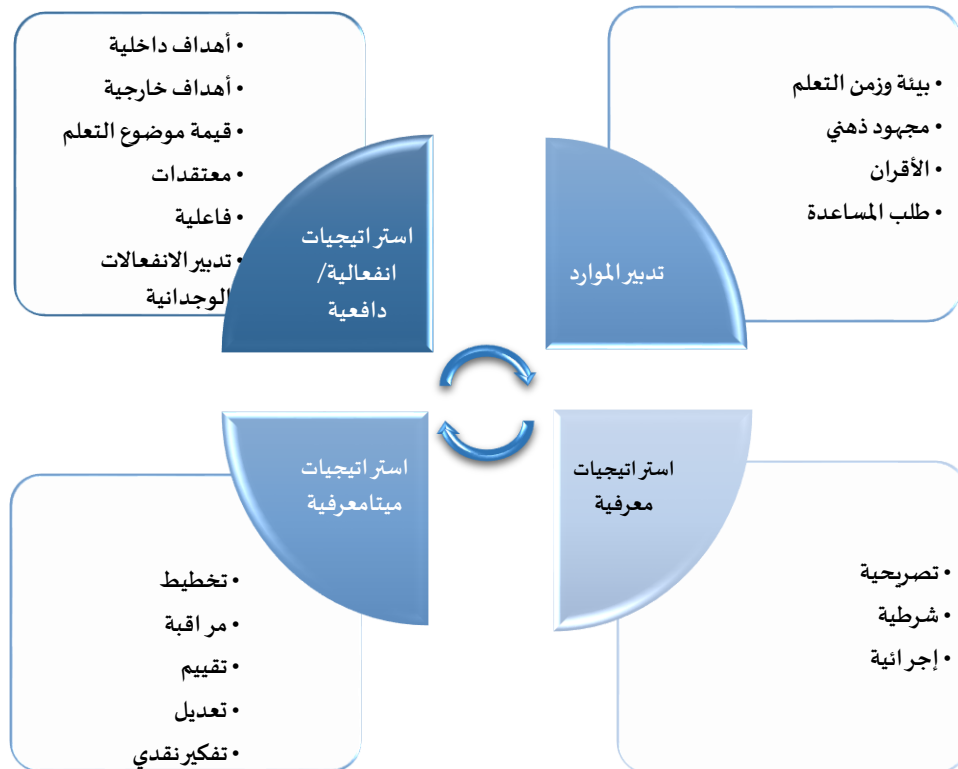 • بيئة وزمن التعلم
• مجهود ذهني
• الأقران
• طلب المساعدة
تدبير الموارد
• أهداف داخلية
• أهداف خارجية
• قيمة موضوع التعلم
• معتقدات
• فاعلية
• تدبير الانفعالات
الوجدانية
استراتيجيات
انفعالية/
دافعية
استراتيجيات
معرفية
• تصريحية
• شرطية
• إجرائية
استراتيجيات
ميتامعرفية
• تخطيط
• مراقبة
• تقييم
• تعديل
• تفكير نقدي